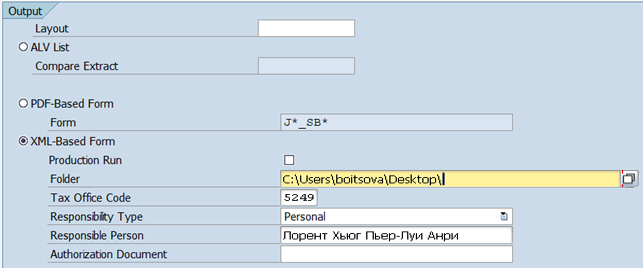 Output
Layout
ALV List
Compare Extract
PDF-Based Form
Form J*_SB*
XML-Based Form
Production Run
Folder C:\Users\boitsova\Desktop\
Tax Office Code 5249
Responsibility Type Personal
Responsible Person Лорент Хьюг Пьер-Луи Анри
Authorization Document